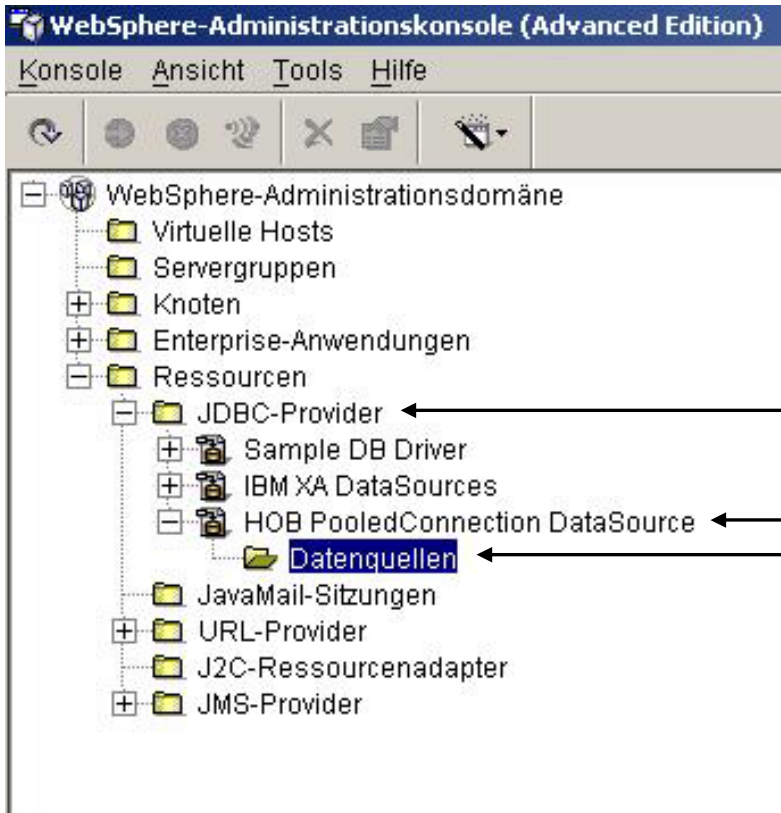 WebSphere-Administrationskonsole (Advanced Edition)
Konsole Ansicht Tools Hilfe
WebSphere-Administrationsdomäne
Virtuelle Hosts
Servergruppen
Knoten
Enterprise-Anwendungen
Ressourcen
JDBC-Provider
Sample DB Driver
IBM XA DataSources
HOB PooledConnection DataSource
Datenquellen
JavaMail-Sitzungen
URL-Provider
J2C-Ressourcenadapter
JMS-Provider